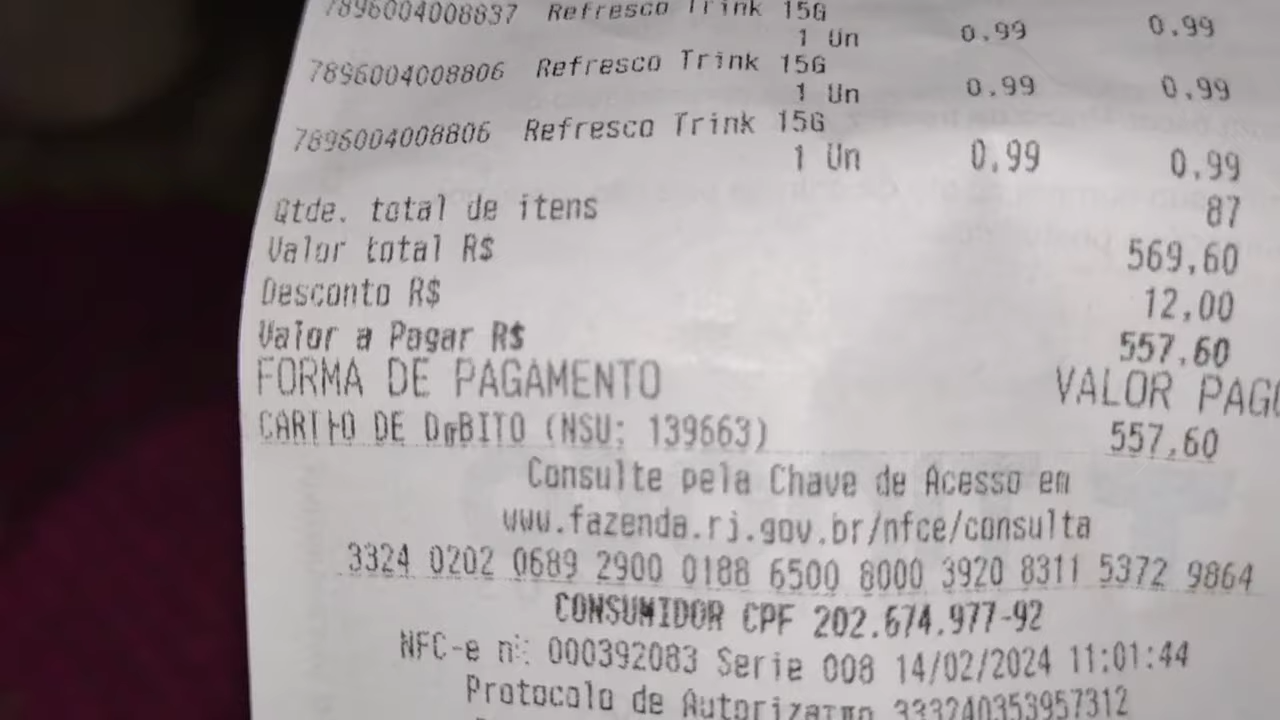 7896004008837 Refresco Trink 15G
1 Un 0.99 0.99
7896004008806 Refresco Trink 15G
1 Un 0.99 0.99
7896004008806 Refresco Trink 15G
1 Un 0,99 0,99
Qtde. total de itens 87
Valor total R$ 569,60
Desconto R$ 12,00
Valor a Pagar R$ 557,60
FORMA DE PAGAMENTO VALOR PAGO
DE (NSU: 139663) 557,60
Consulte pela Chave de Acesso em
www.fazenda.rj.gov.br/nfce/consulta
3324 0202 0689 2900 0188 6500 8000 3920 8311 5372 9864
CONSUMIDOR CPF 202.674.977-92
NFC-e nº: 000392083 Serie 008 14/02/2024 11:01:44
Protocolo de 333240353957312